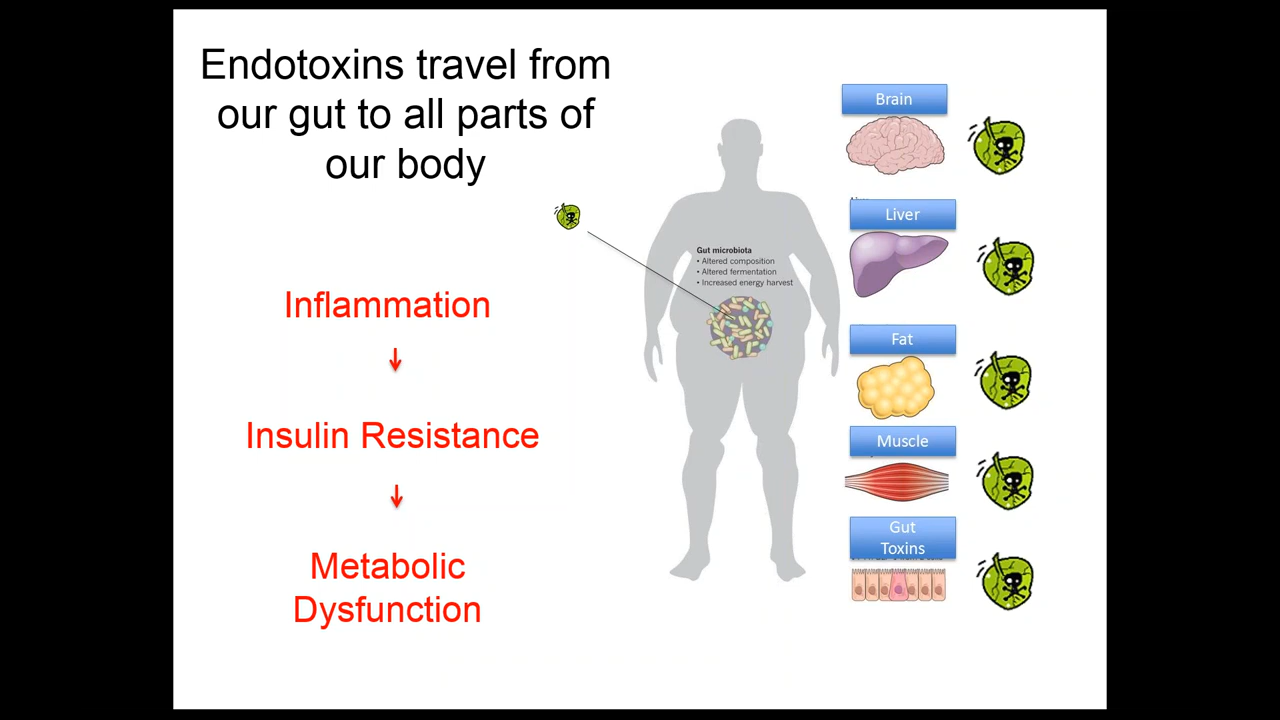 Endotoxins travel from
our gut to all parts of
our body
Inflammation
↓
Insulin Resistance
↓
Metabolic
Dysfunction
Gut microbiota
• Altered composition
• Altered fermentation
• Increased energy harvest
Brain
Liver
Fat
Muscle
Gut
Toxins